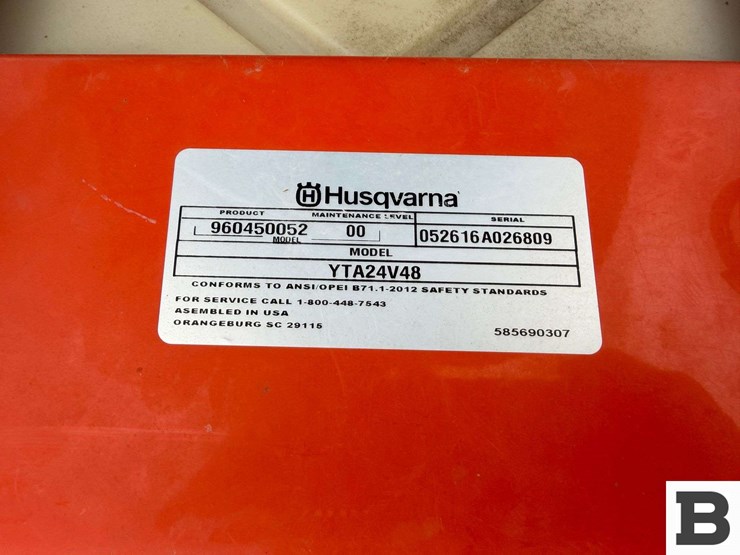 Husqvarna
PRODUCT MAINTENANCE LEVEL SERIAL
960450052 00 052616A026809
MODEL
MODEL
YTA24V48
CONFORMS TO ANSI/OPEI B71.1-2012 SAFETY STANDARDS
FOR SERVICE CALL 1-800-448-7543
ASEMBLED IN USA
ORANGEBURG SC 29115 585690307
B